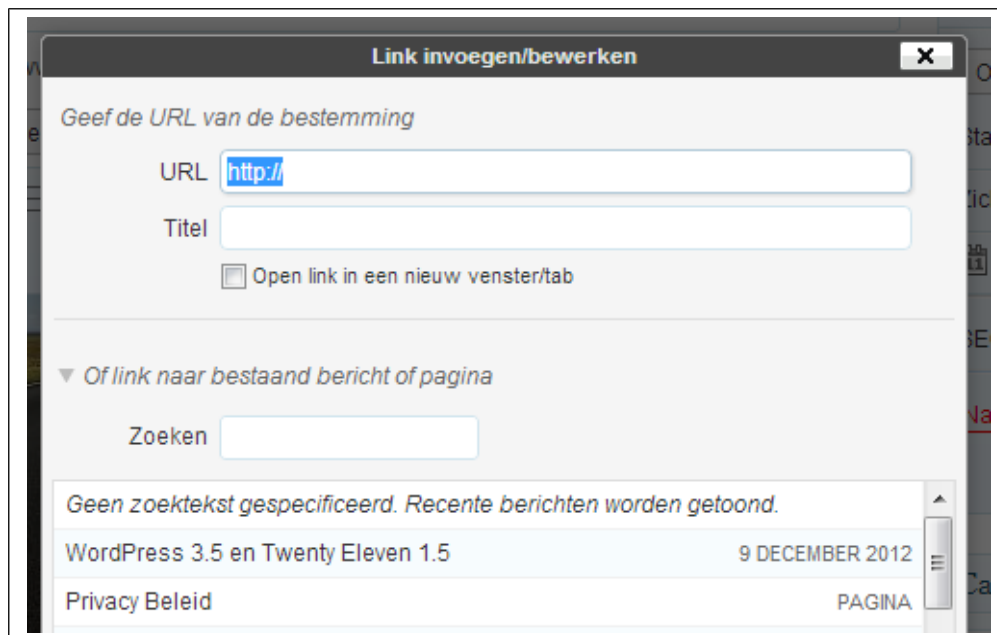 Link invoegen/bewerken
Geef de URL van de bestemming
URL http://
Titel
Open link in een nieuw venster/tab
Of link naar bestaand bericht of pagina
Zoeken
Geen zoektekst gespecificeerd. Recente berichten worden getoond.
WordPress 3.5 en Twenty Eleven 1.5 9 DECEMBER 2012
Privacy Beleid PAGINA